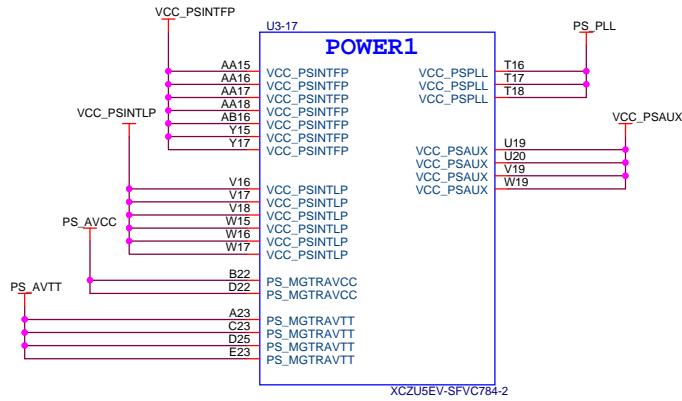 VCC_PSINTFP
U3-17
PS_PLL
POWER1
AA15 VCC_PSINTFP
AA16 VCC_PSINTFP
AA17 VCC_PSINTFP
AA18 VCC_PSINTFP
AB16 VCC_PSINTFP
Y15 VCC_PSINTFP
Y17 VCC_PSINTFP
VCC_PSPLL T16
VCC_PSPLL T17
VCC_PSPLL T18
VCC_PSINTLP
VCC_PSAUX
VCC_PSAUX U19
VCC_PSAUX U20
VCC_PSAUX V19
VCC_PSAUX W19
V16 VCC_PSINTLP
V17 VCC_PSINTLP
V18 VCC_PSINTLP
W15 VCC_PSINTLP
W16 VCC_PSINTLP
W17 VCC_PSINTLP
PS_AVCC
B22 PS_MGTRAVCC
D22 PS_MGTRAVCC
PS_AVTT
A23 PS_MGTRAVTT
C23 PS_MGTRAVTT
D25 PS_MGTRAVTT
E23 PS_MGTRAVTT
XCZU5EV-SFVC784-2